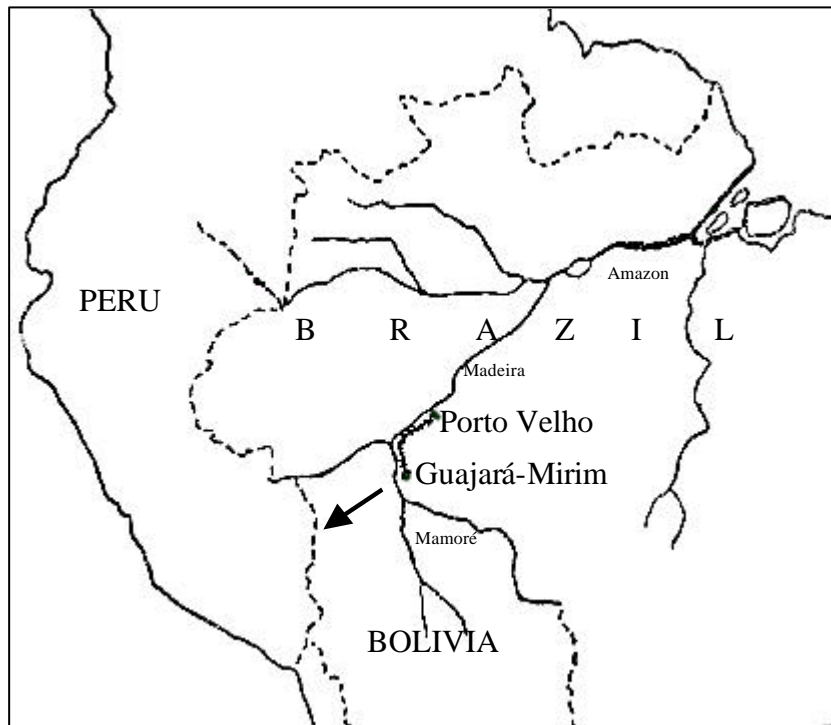 PERU
Amazon
B R A Z I L
Madeira
Porto Velho
Guajará-Mirim
Mamoré
BOLIVIA